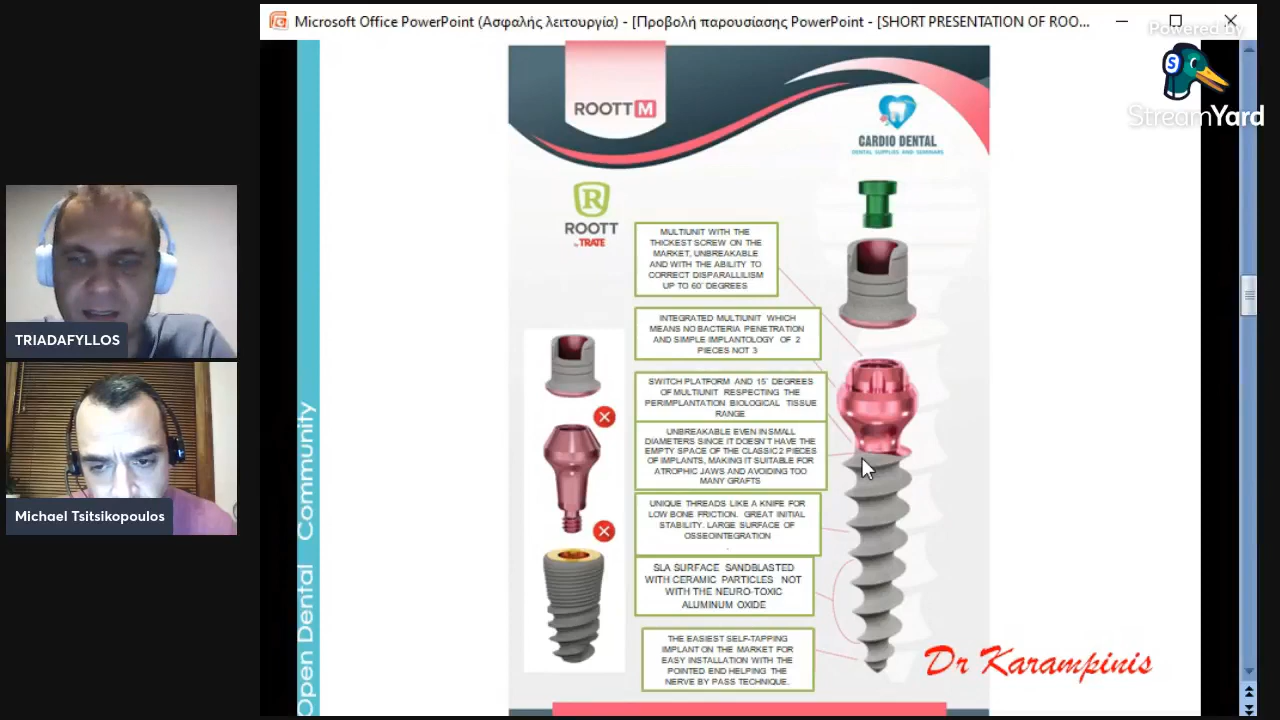 Microsoft Office PowerPoint (Ασφαλής λειτουργία) - [Προβολή παρουσίασης PowerPoint - [SHORT PRESENTATION OF ROO...
Powered by
StreamYard
ROOTT M
CARDIO DENTAL
DENTAL SUPPLIES AND SEMINARS
R
ROOTT
by TRATE
MULTIUNIT WITH THE
THICKEST SCREW ON THE
MARKET, UNBREAKABLE
AND WITH THE ABILITY TO
CORRECT DISPARALLILISM
UP TO 60˚ DEGREES
INTEGRATED MULTIUNIT WHICH
MEANS NO BACTERIA PENETRATION
AND SIMPLE IMPLANTOLOGY OF 2
PIECES NOT 3
SWITCH PLATFORM AND 15˚ DEGREES
OF MULTIUNIT RESPECTING THE
PERIMPLANTATION BIOLOGICAL TISSUE
RANGE
UNBREAKABLE EVEN IN SMALL
DIAMETERS SINCE IT DOESN'T HAVE THE
EMPTY SPACE OF THE CLASSIC 2 PIECES
OF IMPLANTS, MAKING IT SUITABLE FOR
ATROPHIC JAWS AND AVOIDING TOO
MANY GRAFTS
UNIQUE THREADS LIKE A KNIFE FOR
LOW BONE FRICTION. GREAT INITIAL
STABILITY. LARGE SURFACE OF
OSSEOINTEGRATION
.
SLA SURFACE SANDBLASTED
WITH CERAMIC PARTICLES NOT
WITH THE NEURO-TOXIC
ALUMINUM OXIDE
THE EASIEST SELF-TAPPING
IMPLANT ON THE MARKET FOR
EASY INSTALLATION WITH THE
POINTED END HELPING THE
NERVE BY PASS TECHNIQUE.
Dr Karampinis
Open Dental Community
TRIADAFYLLOS